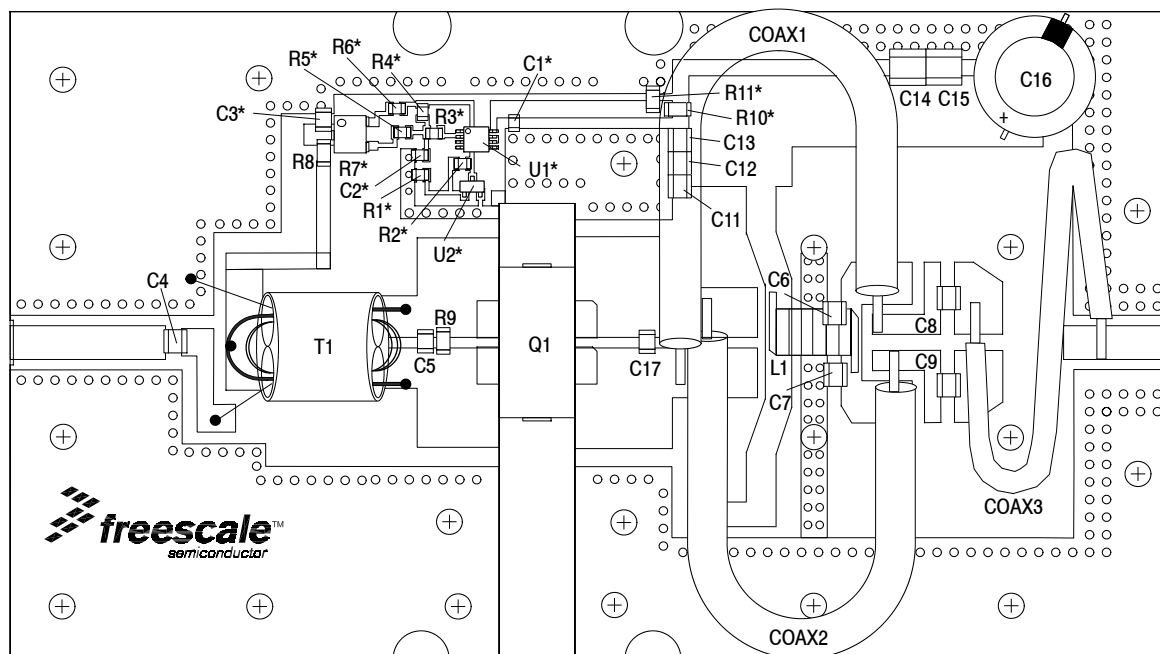 COAX1
R6*
R5*
R4*
C1*
C3*
R3*
R11*
R10*
C14 C15
C16
+
R8
R7*
C2*
R1*
R2*
U2*
U1*
C13
C12
C11
C4
T1
C5
R9
Q1
C17
C6
L1
C7
C8
C9
COAX3
COAX2
freescale™
semiconductor